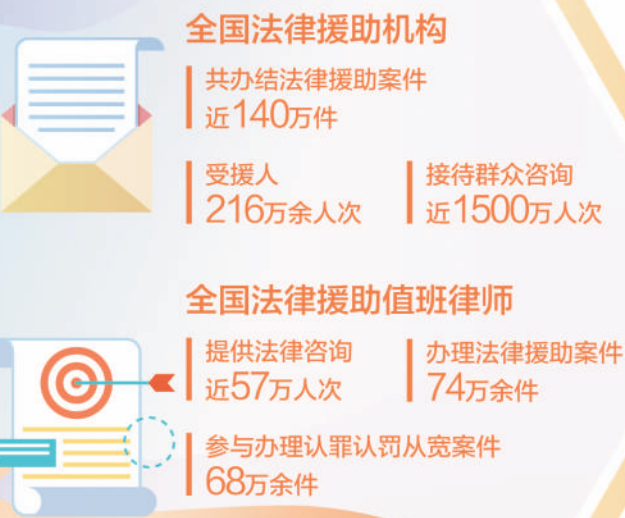 全国法律援助机构
共办结法律援助案件
近140万件
受援人
216万余人次
接待群众咨询
近1500万人次
全国法律援助值班律师
提供法律咨询
近57万人次
办理法律援助案件
74万余件
参与办理认罪认罚从宽案件
68万余件